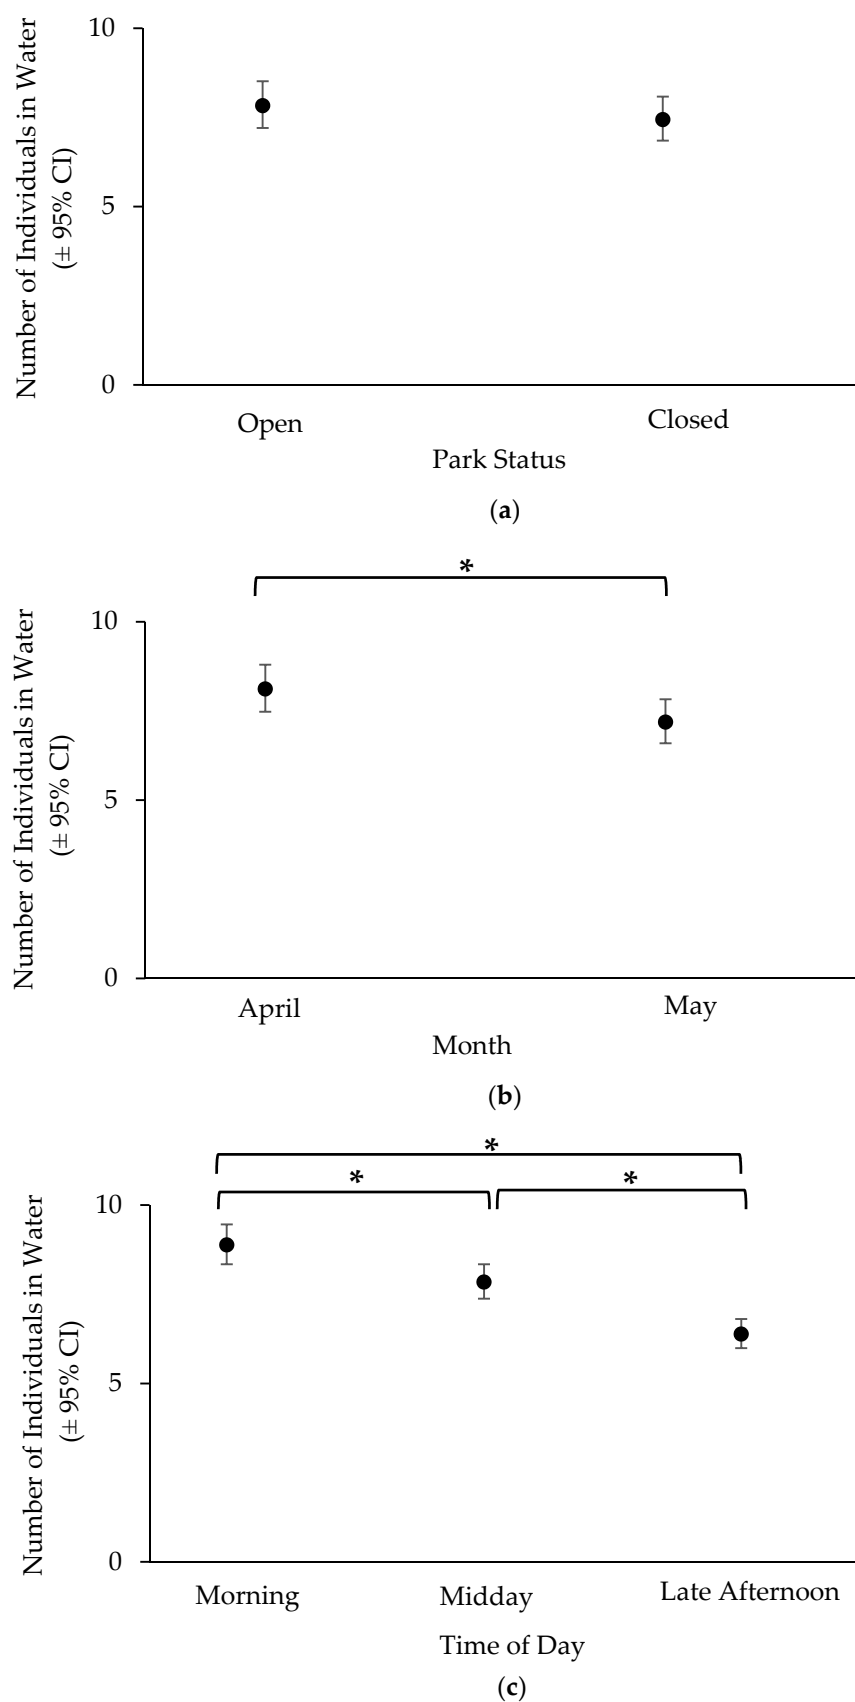 10
5
0
Number of Individuals in Water
(± 95% CI)
Open
Closed
Park Status
(a)
*
10
5
0
Number of Individuals in Water
(± 95% CI)
April
May
Month
(b)
*
*
*
10
5
0
Number of Individuals in Water
(± 95% CI)
Morning
Midday
Late Afternoon
Time of Day
(c)